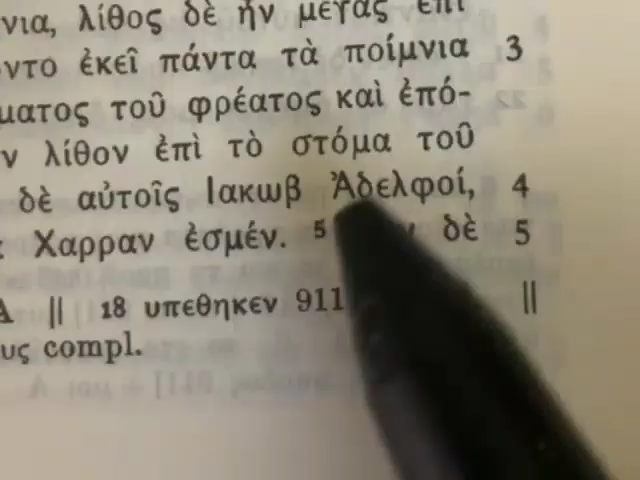 νια, λίθος δὲ ἦν μέγας ἐπὶ
ντο ἐκεῖ πάντα τὰ ποίμνια 3
ματος τοῦ φρέατος καὶ ἐπό-
ν λίθον ἐπὶ τὸ στόμα τοῦ
δὲ αὐτοῖς Ιακωβ Ἀδελφοί, 4
Χαρραν ἐσμέν. 5 δὲ 5
A || 18 υπεθηκεν 911 ||
υς compl.